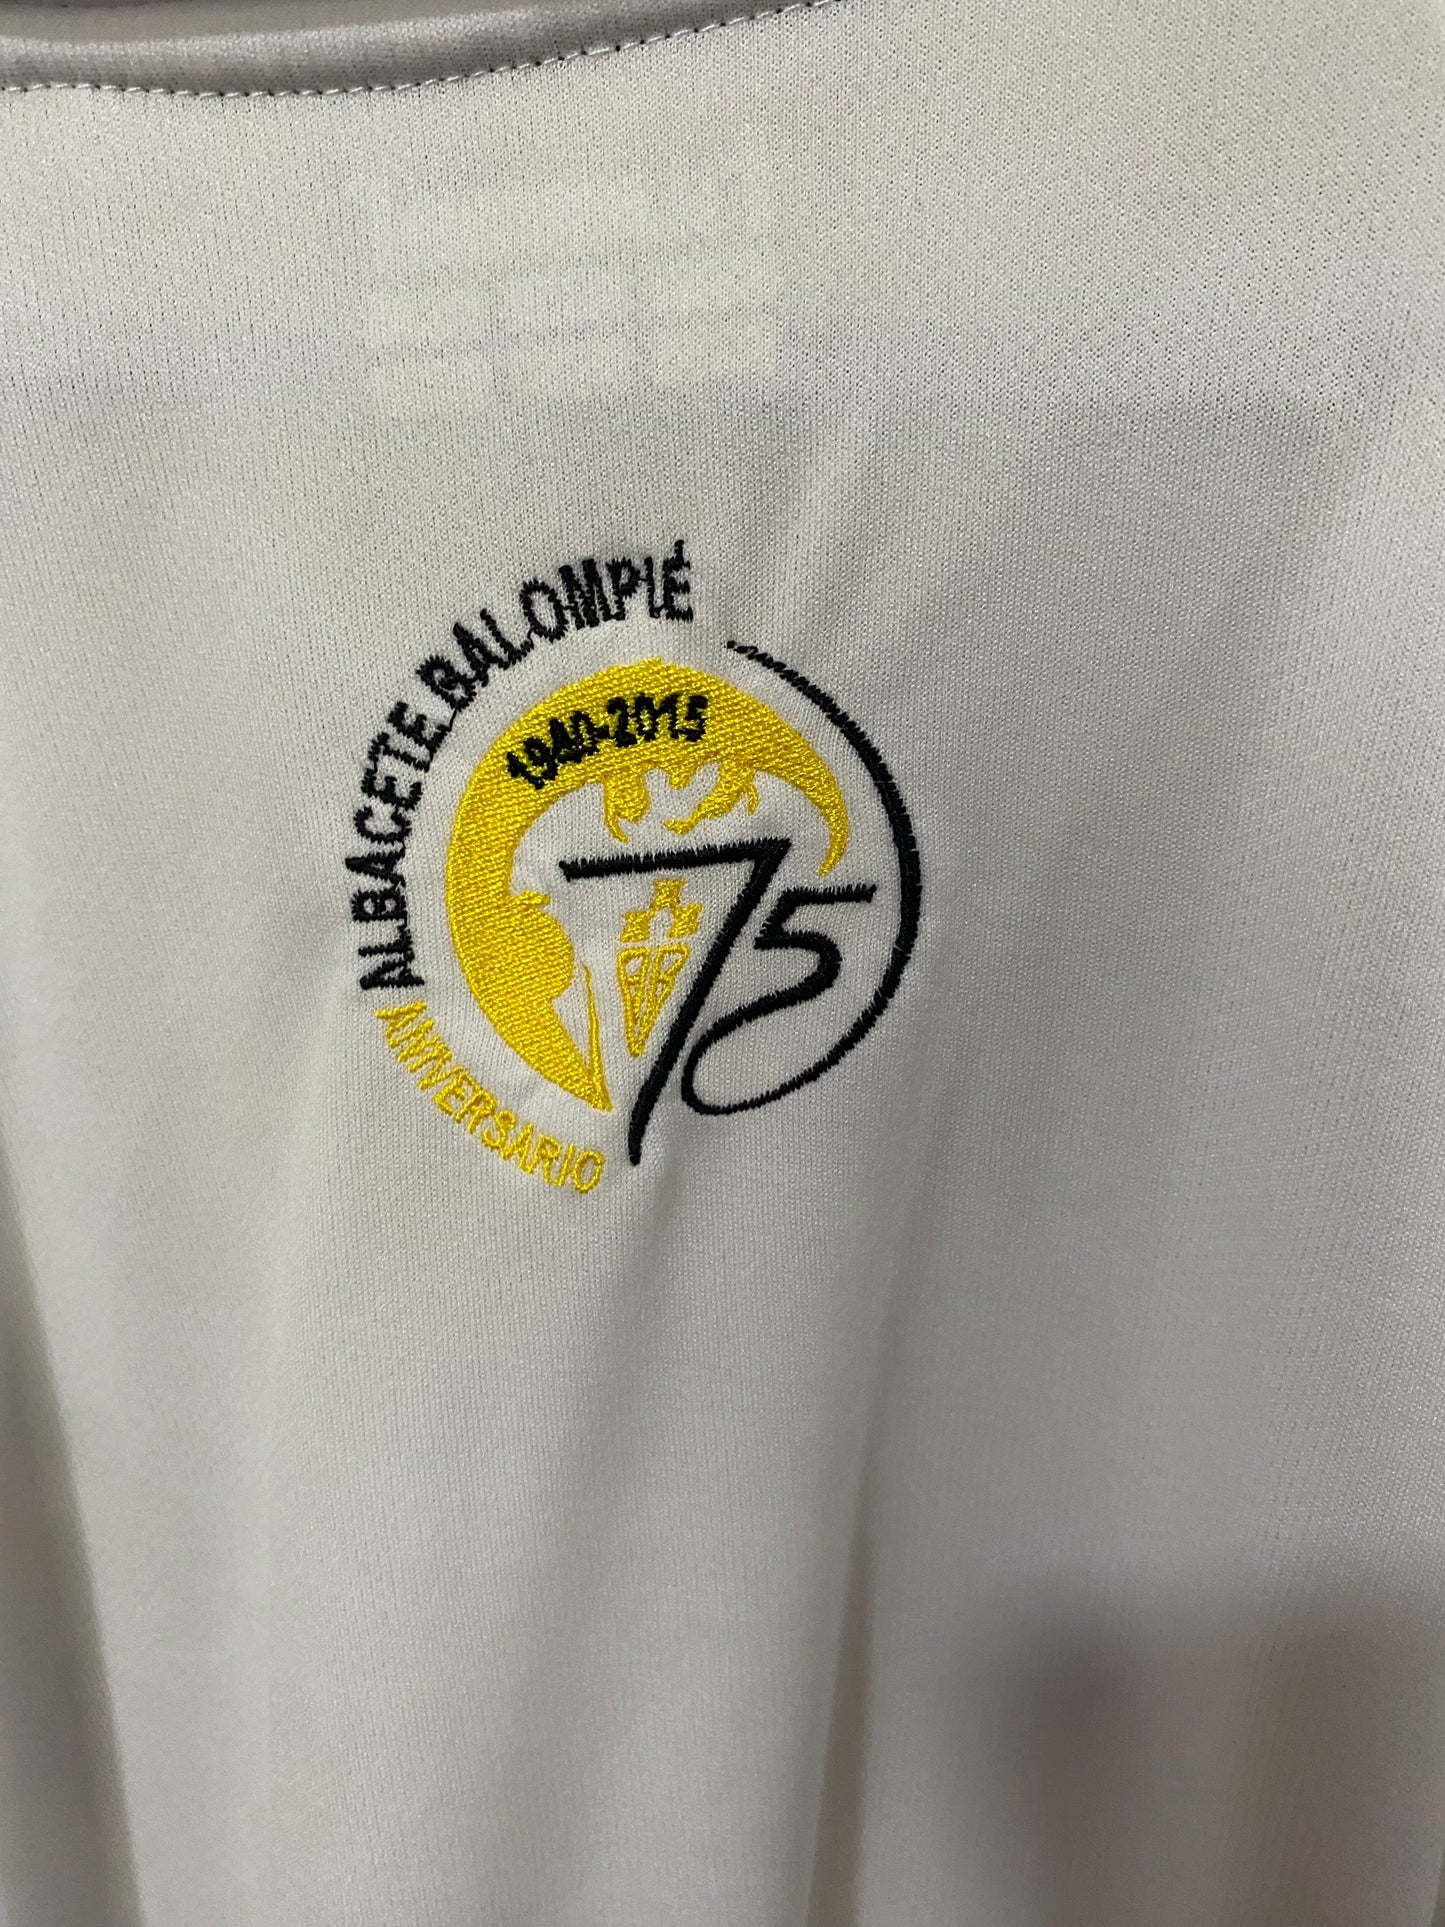 ALBACETE BALOMPIÉ
1940-2015
75
ANIVERSARIO